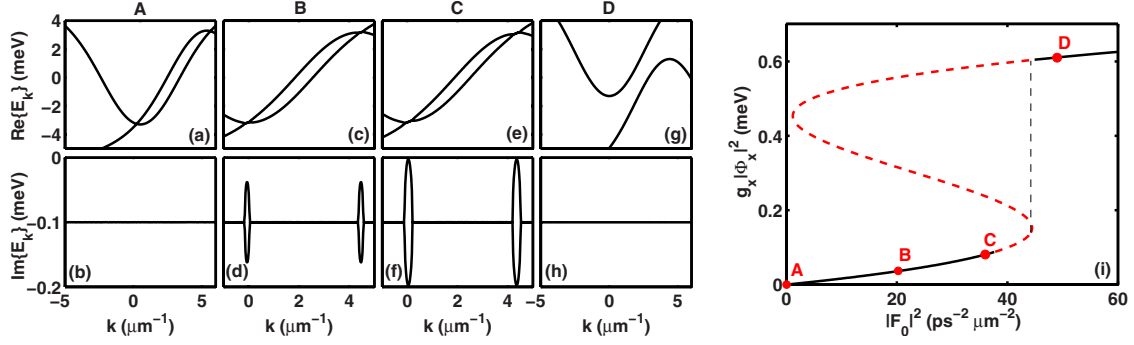 A B C D
Re{E_k} (meV)
4
2
0
−2
−4
(a) (c) (e) (g)
Im{E_k} (meV)
0
−0.1
−0.2
(b) (d) (f) (h)
−5 0 5 0 2 4 0 2 4 −5 0 5
k (μm⁻¹) k (μm⁻¹) k (μm⁻¹) k (μm⁻¹)
g_x|Φ_x|² (meV)
0.6
0.4
0.2
0
D
C
B
A
(i)
0 20 40 60
|F₀|² (ps⁻² μm⁻²)